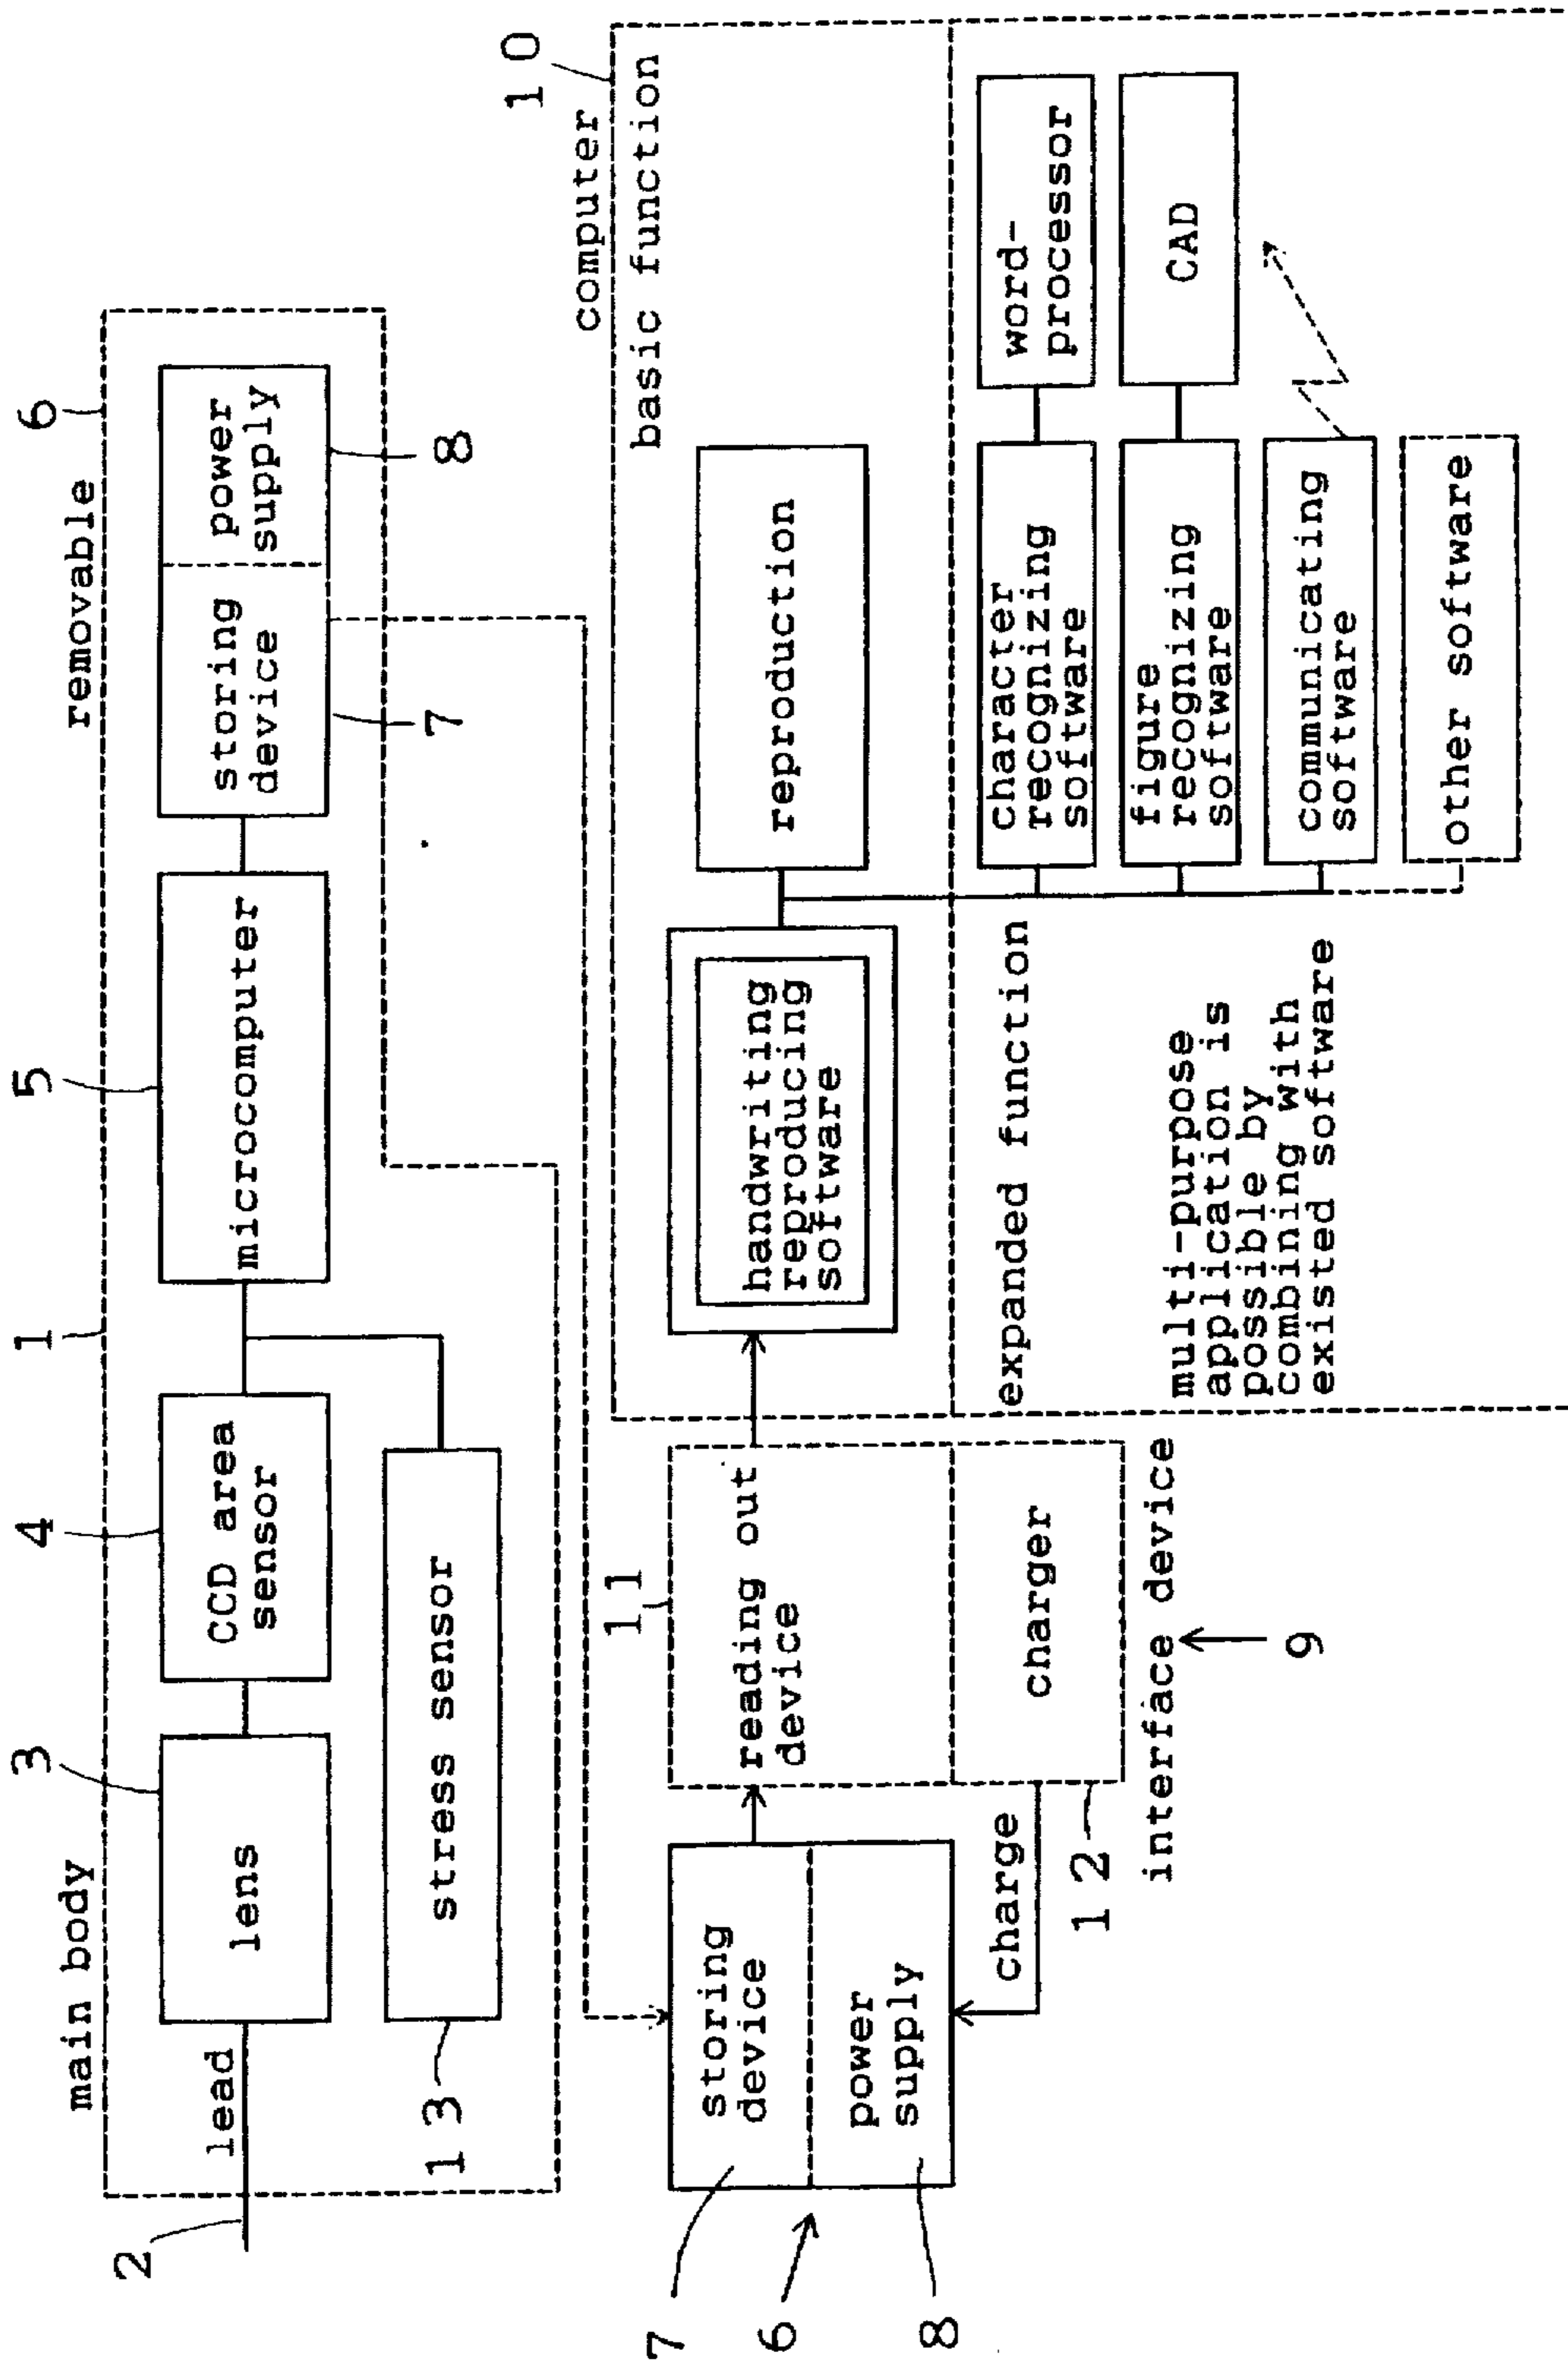 main body
1
removable
6
2
lead
3
lens
4
CCD area
sensor
5
microcomputer
storing
device
power
supply
7
8
13
stress sensor
7
6
8
storing
device
power
supply
charge
11
reading out
device
charger
12
interface device
9
computer
10
basic function
handwriting
reproducing
software
reproduction
expanded function
multi-purpose
application is
possible by
combining with
existed software
character
recognizing
software
word-
processor
figure
recognizing
software
CAD
communicating
software
other software